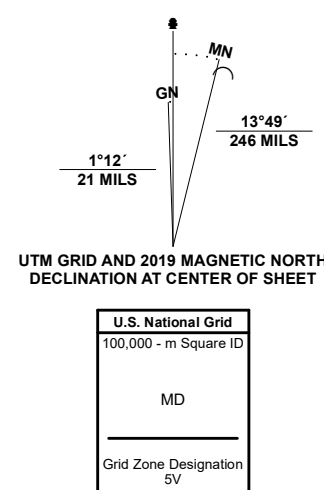 MN
GN
13°49´
246 MILS
1°12´
21 MILS
UTM GRID AND 2019 MAGNETIC NORTH
DECLINATION AT CENTER OF SHEET
U.S. National Grid
100,000 - m Square ID
MD
Grid Zone Designation
5V